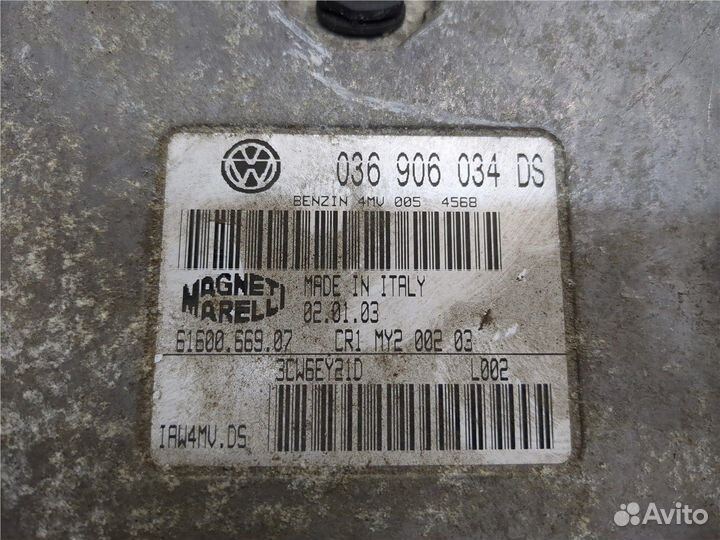 036 906 034 DS
BENZIN 4MV 005 4568
MAGNETI MARELLI
MADE IN ITALY
02.01.03
61600.669.07 CR1 MY2 002 03
3CW6EY21D L002
IAW4MV.DS
Avito